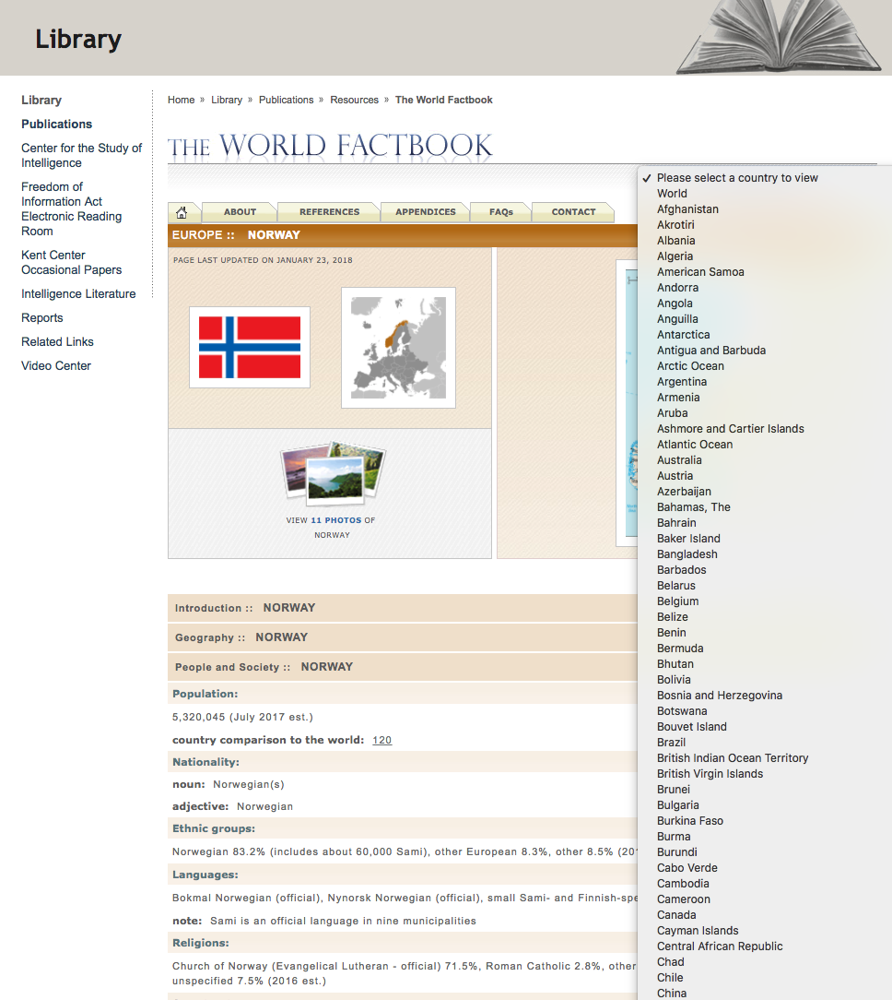 Library
Library
Publications
Center for the Study of
Intelligence
Freedom of
Information Act
Electronic Reading
Room
Kent Center
Occasional Papers
Intelligence Literature
Reports
Related Links
Video Center
Home » Library » Publications » Resources » The World Factbook
THE WORLD FACTBOOK
ABOUT REFERENCES APPENDICES FAQs CONTACT
EUROPE :: NORWAY
PAGE LAST UPDATED ON JANUARY 23, 2018
VIEW 11 PHOTOS OF
NORWAY
Introduction :: NORWAY
Geography :: NORWAY
People and Society :: NORWAY
Population:
5,320,045 (July 2017 est.)
country comparison to the world: 120
Nationality:
noun: Norwegian(s)
adjective: Norwegian
Ethnic groups:
Norwegian 83.2% (includes about 60,000 Sami), other European 8.3%, other 8.5% (201
Languages:
Bokmal Norwegian (official), Nynorsk Norwegian (official), small Sami- and Finnish-spe
note: Sami is an official language in nine municipalities
Religions:
Church of Norway (Evangelical Lutheran - official) 71.5%, Roman Catholic 2.8%, other
unspecified 7.5% (2016 est.)
✓ Please select a country to view
World
Afghanistan
Akrotiri
Albania
Algeria
American Samoa
Andorra
Angola
Anguilla
Antarctica
Antigua and Barbuda
Arctic Ocean
Argentina
Armenia
Aruba
Ashmore and Cartier Islands
Atlantic Ocean
Australia
Austria
Azerbaijan
Bahamas, The
Bahrain
Baker Island
Bangladesh
Barbados
Belarus
Belgium
Belize
Benin
Bermuda
Bhutan
Bolivia
Bosnia and Herzegovina
Botswana
Bouvet Island
Brazil
British Indian Ocean Territory
British Virgin Islands
Brunei
Bulgaria
Burkina Faso
Burma
Burundi
Cabo Verde
Cambodia
Cameroon
Canada
Cayman Islands
Central African Republic
Chad
Chile
China